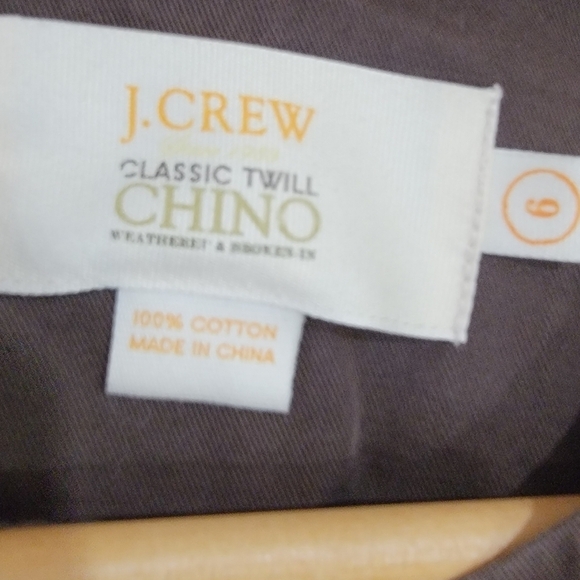 J.CREW
CLASSIC TWILL
CHINO
WEATHERED & BROKEN-IN
6
100% COTTON
MADE IN CHINA